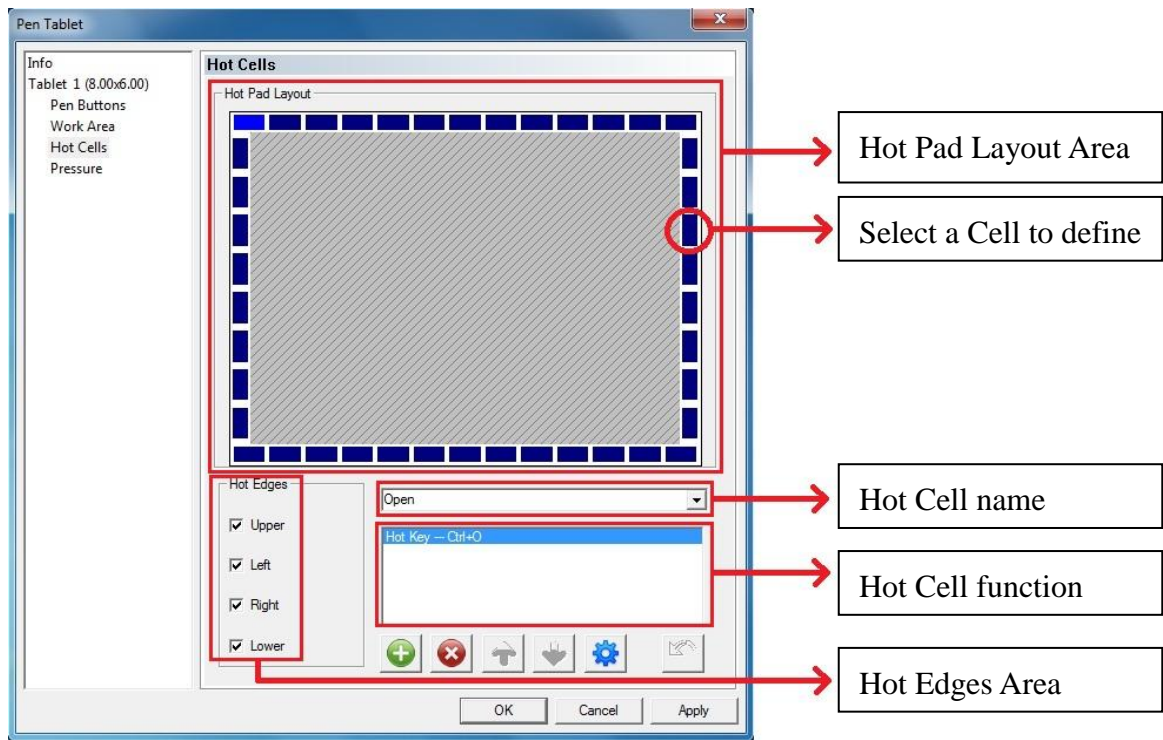 Pen Tablet
x
Info
Tablet 1 (8.00x6.00)
Pen Buttons
Work Area
Hot Cells
Pressure
Hot Cells
Hot Pad Layout
Hot Edges
Upper
Left
Right
Lower
Open
Hot Key --- Ctrl+O
OK
Cancel
Apply
Hot Pad Layout Area
Select a Cell to define
Hot Cell name
Hot Cell function
Hot Edges Area